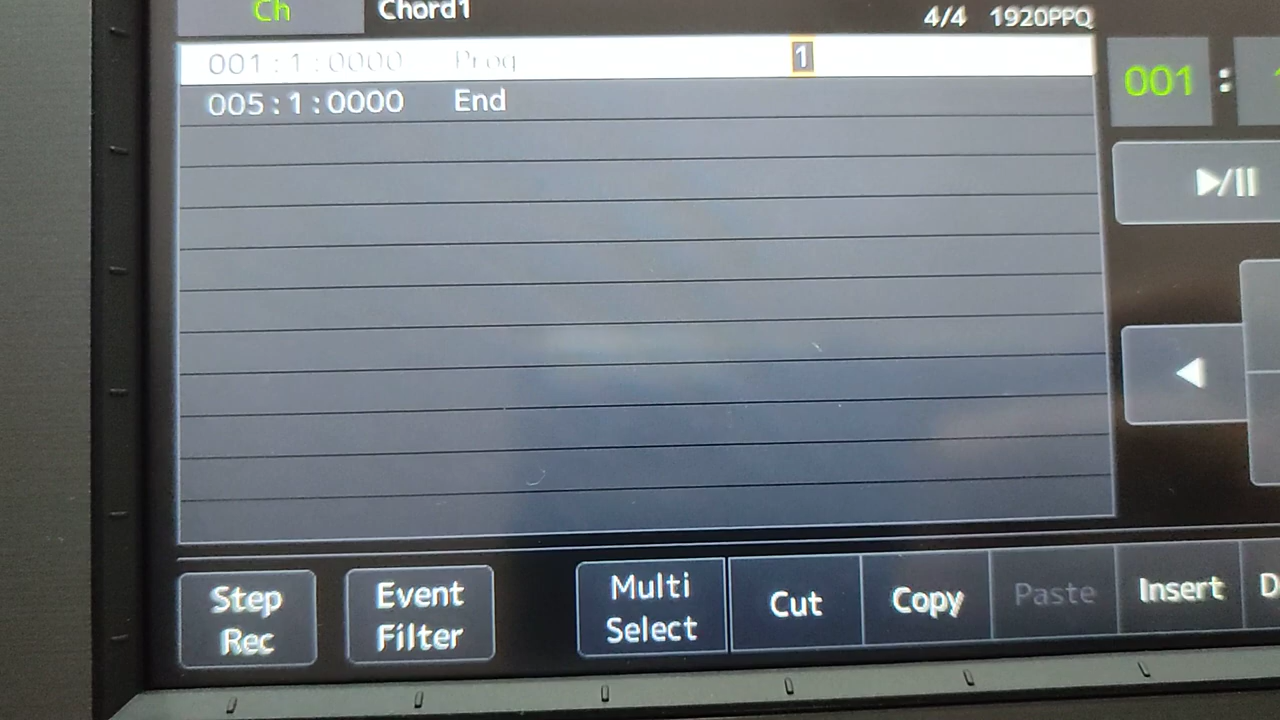 Ch Chord1 4/4 1920PPQ
001:1:0000 Prog 1
005:1:0000 End
001 :
▶/II
◀
Step Rec
Event Filter
Multi Select
Cut
Copy
Paste
Insert